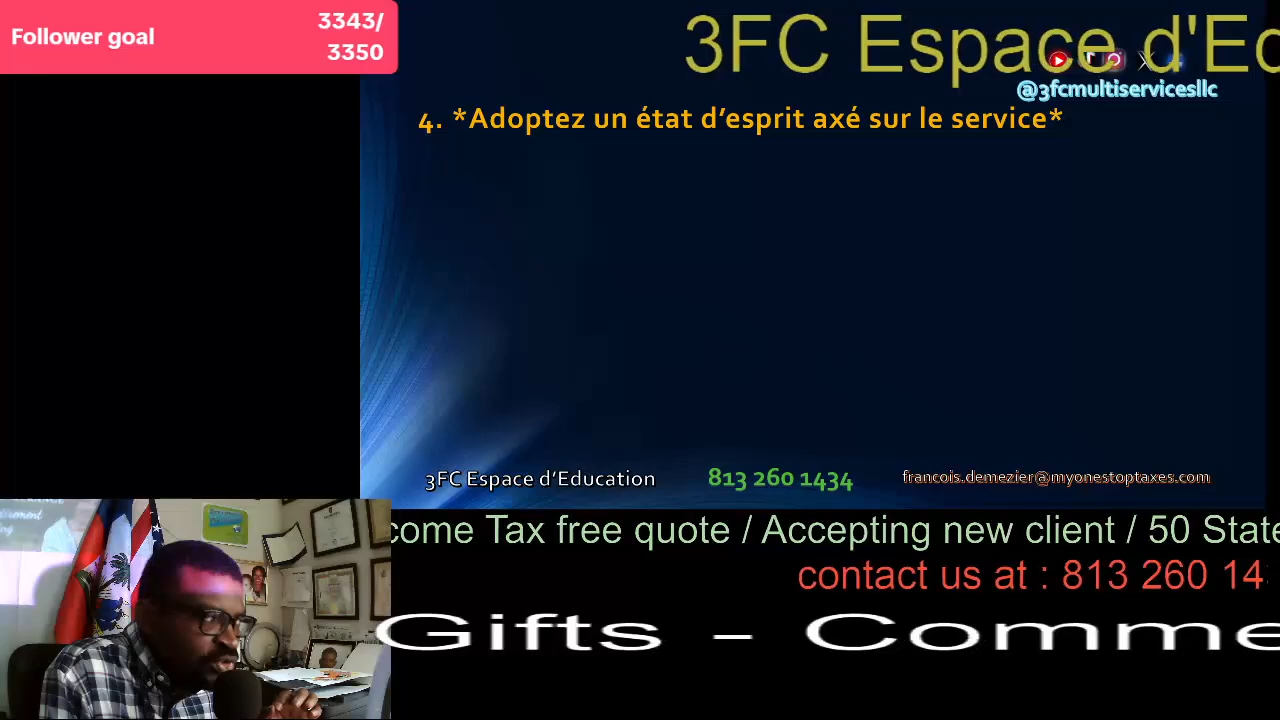 Follower goal
3343/
3350
3FC Espace d'Ed
@3fcmultiservicesllc
4. *Adoptez un état d’esprit axé sur le service*
3FC Espace d’Education
813 260 1434
francois.demezier@myonestoptaxes.com
come Tax free quote / Accepting new client / 50 State
contact us at : 813 260 14
Gifts - Comme